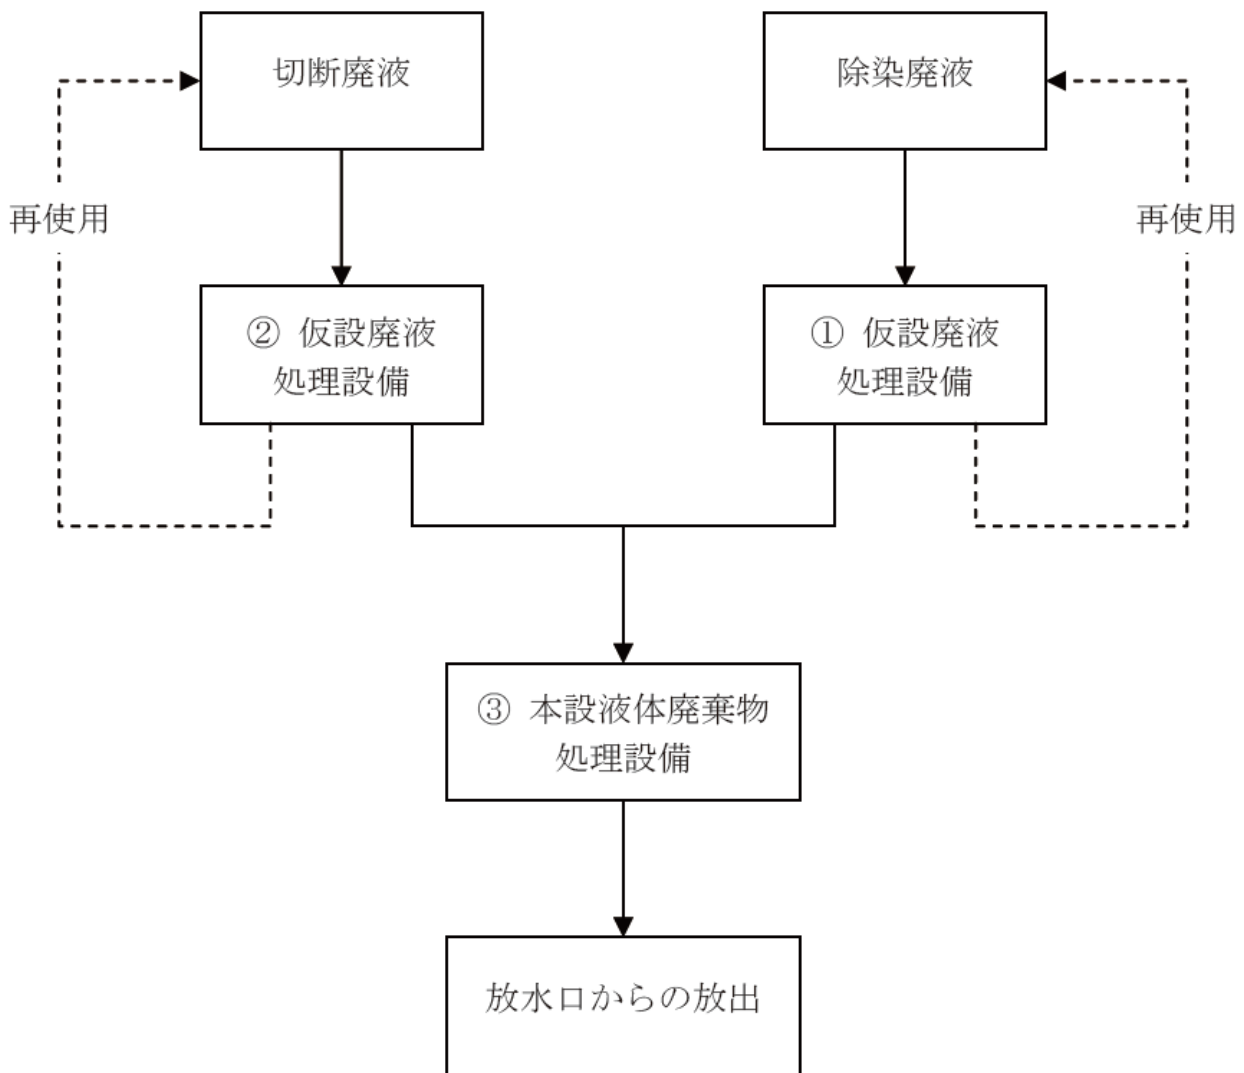 切断廃液
除染廃液
再使用
再使用
② 仮設廃液
処理設備
① 仮設廃液
処理設備
③ 本設液体廃棄物
処理設備
放水口からの放出